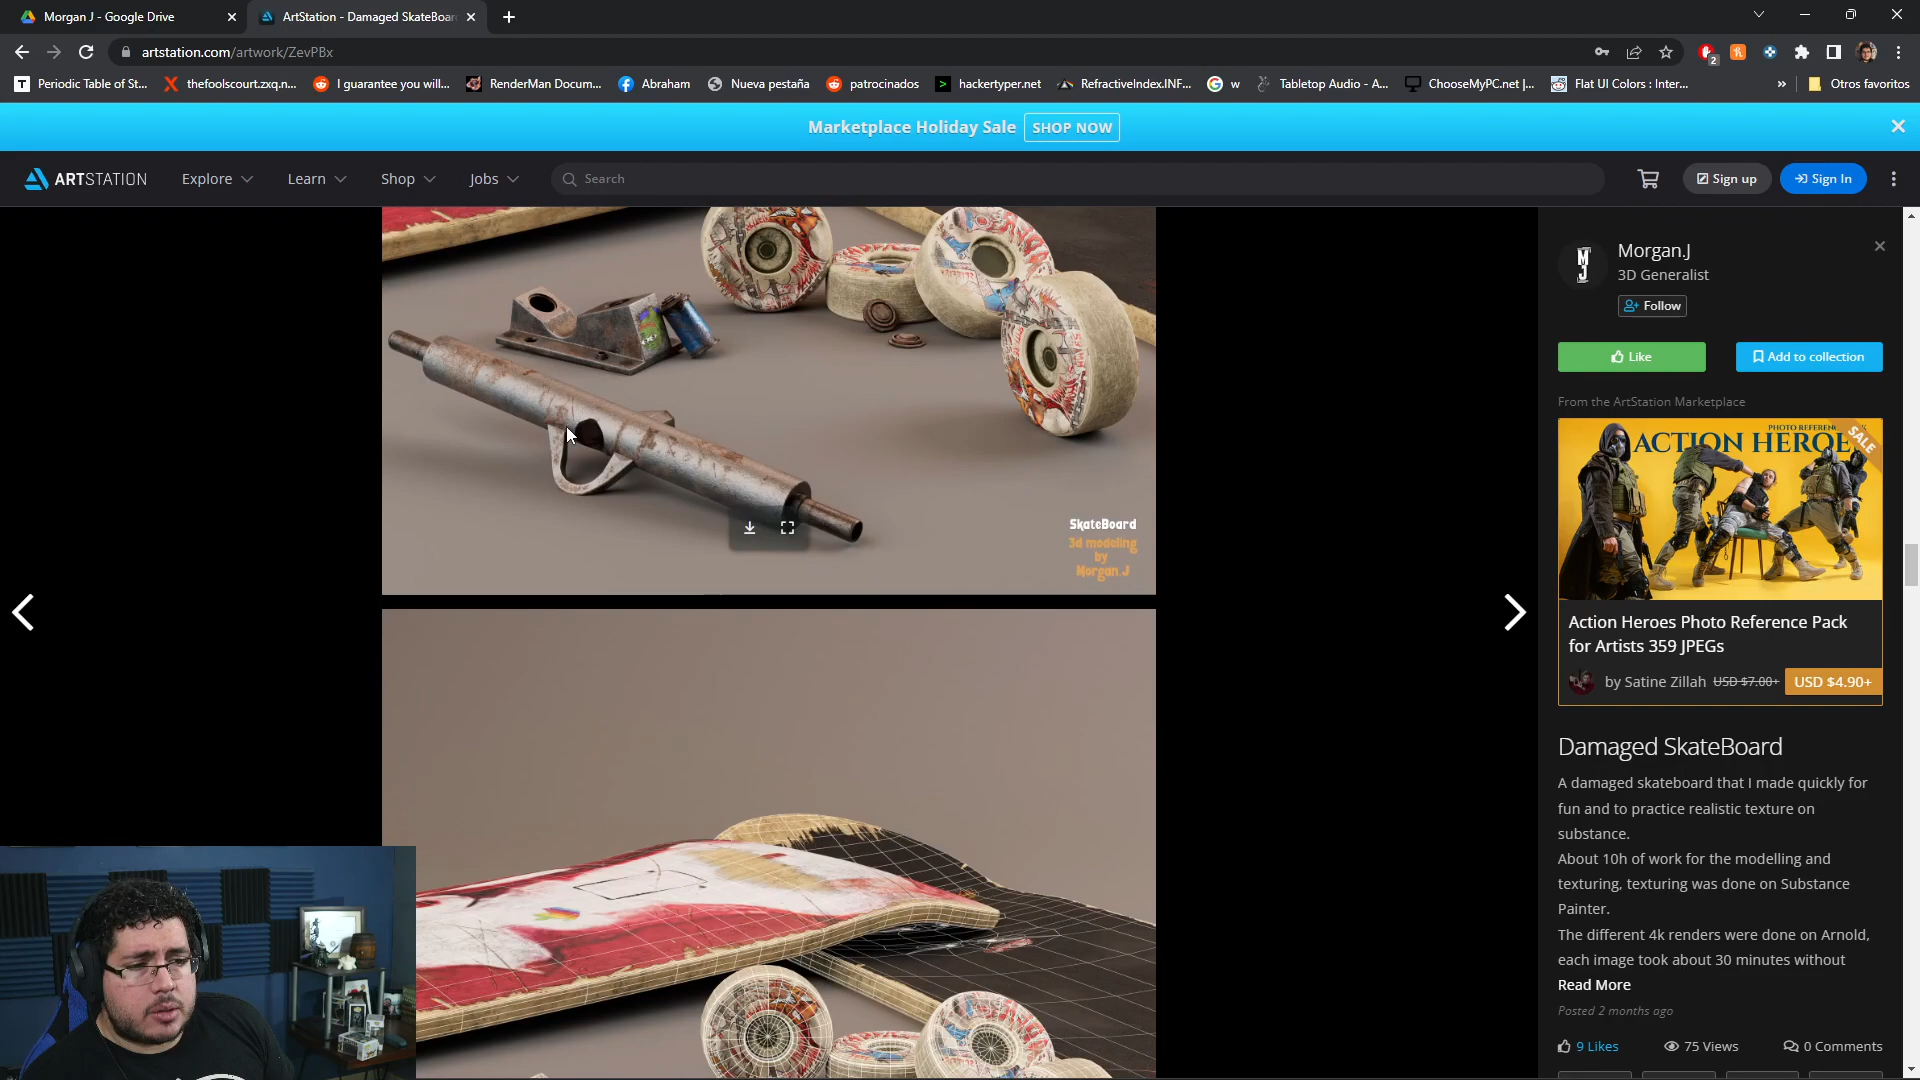 Morgan J - Google Drive
ArtStation - Damaged SkateBoar
artstation.com/artwork/ZevPBx
2
Periodic Table of St...
thefoolscourt.zxq.n...
I guarantee you will...
RenderMan Docum...
Abraham
Nueva pestaña
patrocinados
hackertyper.net
RefractiveIndex.INF...
w
Tabletop Audio - A...
ChooseMyPC.net |...
Flat UI Colors : Inter...
»
Otros favoritos
Marketplace Holiday Sale
SHOP NOW
ARTSTATION
Explore
Learn
Shop
Jobs
Search
Sign up
Sign In
SkateBoard
3d modeling
by
Morgan.J
MJ
Morgan.J
3D Generalist
Follow
Like
Add to collection
From the ArtStation Marketplace
PHOTO REFERENCE
ACTION HEROES
SALE
Action Heroes Photo Reference Pack
for Artists 359 JPEGs
by Satine Zillah USD $7.00+ USD $4.90+
Damaged SkateBoard
A damaged skateboard that I made quickly for
fun and to practice realistic texture on
substance.
About 10h of work for the modelling and
texturing, texturing was done on Substance
Painter.
The different 4k renders were done on Arnold,
each image took about 30 minutes without
Read More
Posted 2 months ago
9 Likes
75 Views
0 Comments